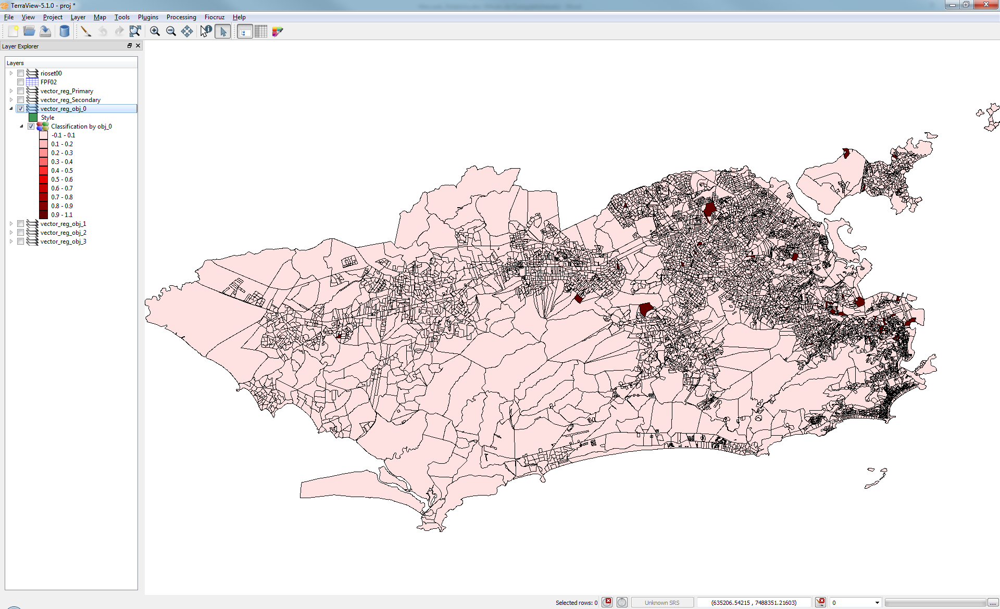 TerraView-5.1.0 - proj *
File View Project Layer Map Tools Plugins Processing Fiocruz Help
Layer Explorer
Layers
rioset00
FPF02
vector_reg_Primary
vector_reg_Secondary
vector_reg_obj_0
Style
Classification by obj_0
-0.1 - 0.1
0.1 - 0.2
0.2 - 0.3
0.3 - 0.4
0.4 - 0.5
0.5 - 0.6
0.6 - 0.7
0.7 - 0.8
0.8 - 0.9
0.9 - 1.1
vector_reg_obj_1
vector_reg_obj_2
vector_reg_obj_3
Selected rows: 0 Unknown SRS (635206.54215 , 7488351.21603) 0 ...